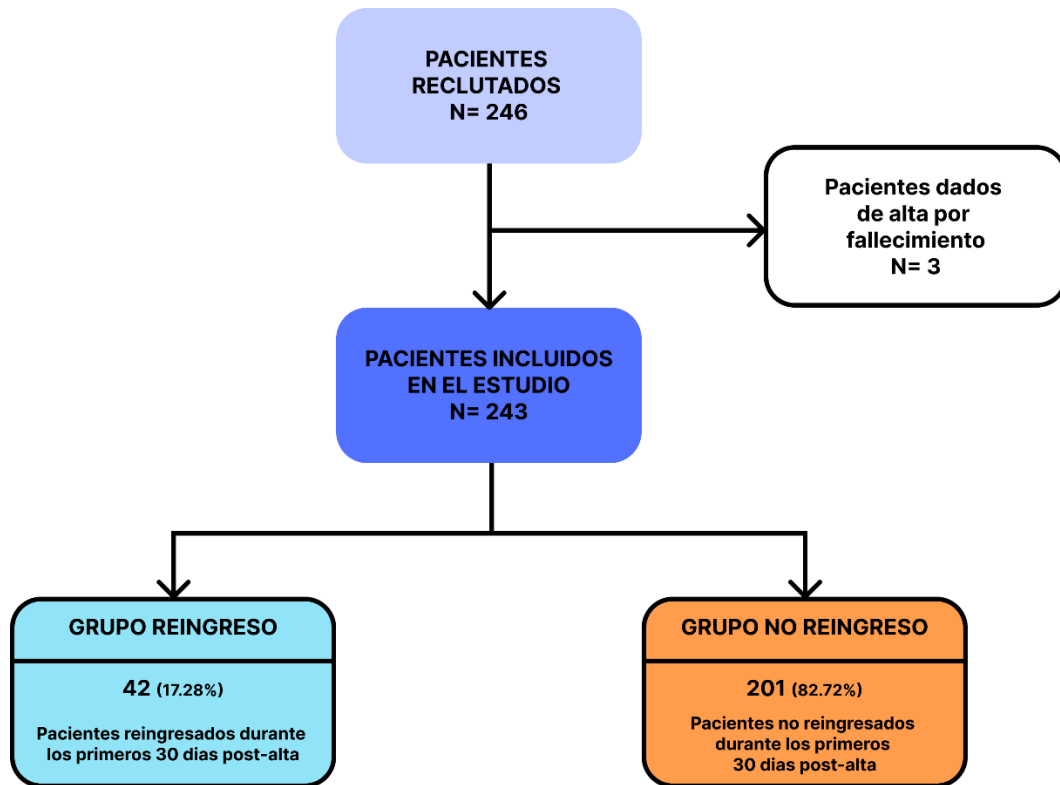 PACIENTES
RECLUTADOS
N= 246
Pacientes dados
de alta por
fallecimiento
N= 3
PACIENTES INCLUIDOS
EN EL ESTUDIO
N= 243
GRUPO REINGRESO
42 (17.28%)
Pacientes reingresados durante
los primeros 30 dias post-alta
GRUPO NO REINGRESO
201 (82.72%)
Pacientes no reingresados
durante los primeros
30 dias post-alta